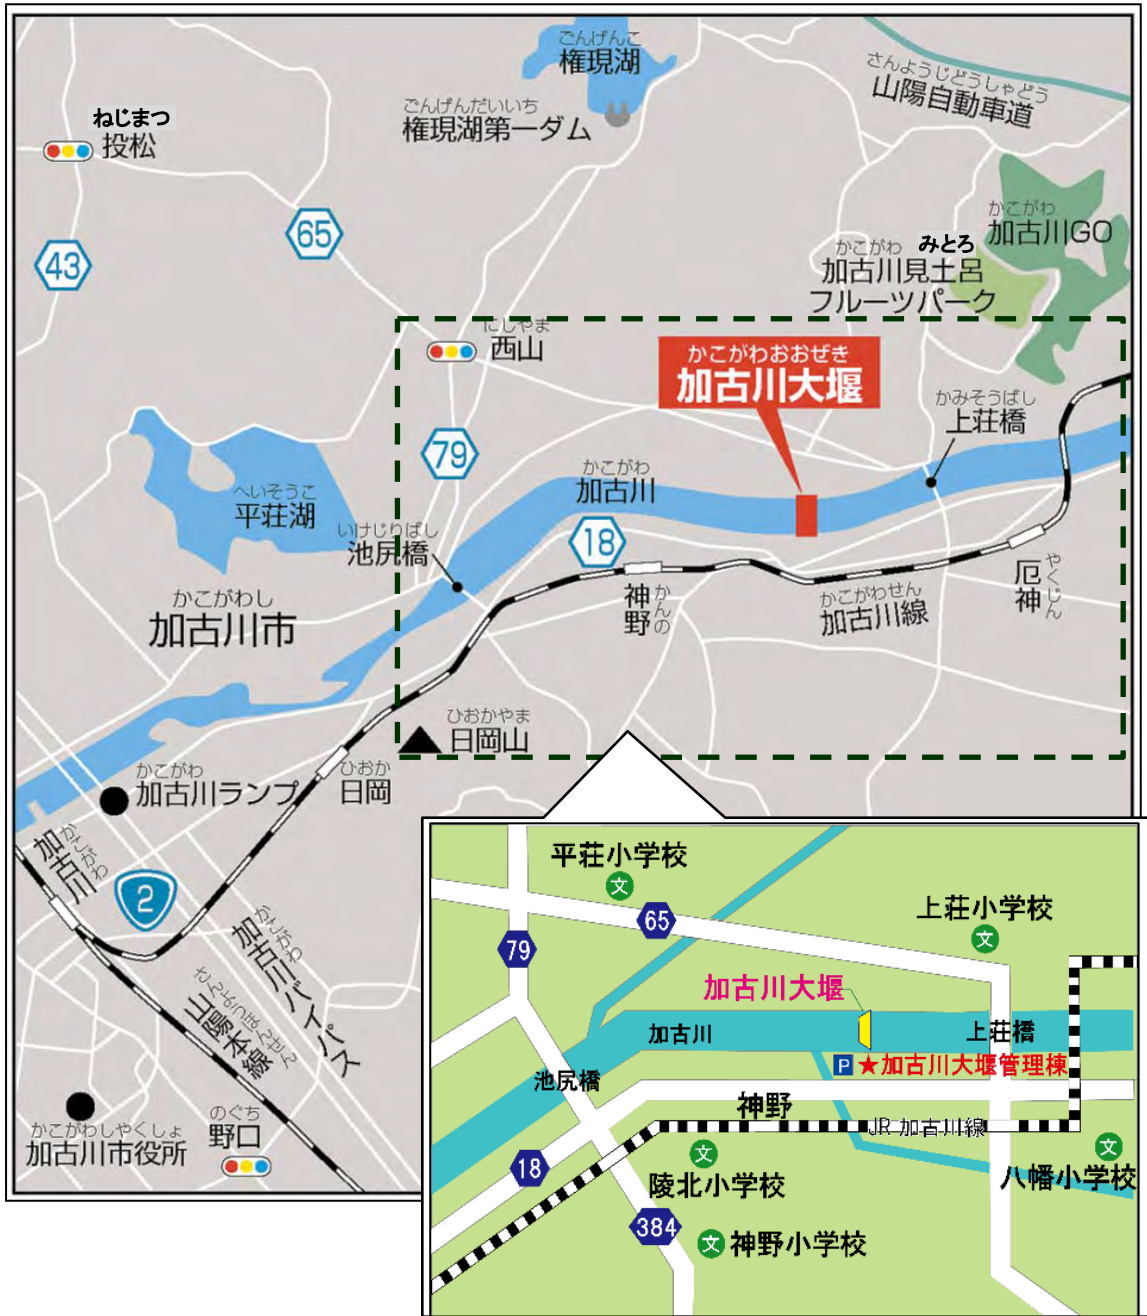 ごんげんこ
権現湖
さんようじどうしゃどう
山陽自動車道
ごんげんだいいち
権現湖第一ダム
ねじまつ
投松
65
43
かこがわ
加古川GO
かこがわ みとろ
加古川見土呂
フルーツパーク
にしやま
西山
かこがわおおぜき
加古川大堰
かみそうばし
上荘橋
79
かこがわ
加古川
へいそうこ
平荘湖
いけじりばし
池尻橋
18
かんの
神野
かこがわせん
加古川線
やくじん
厄神
かこがわし
加古川市
ひおかやま
日岡山
かこがわ
加古川ランプ
ひおか
日岡
かこがわ
加古川
2
かこがわ
加古川バイパス
さんようほんせん
山陽本線
かこがわしやくしょ
加古川市役所
のぐち
野口
平荘小学校
文
65
上荘小学校
文
79
加古川大堰
加古川
上荘橋
P ★加古川大堰管理棟
池尻橋
神野
JR 加古川線
18
文
陵北小学校
文
八幡小学校
384
文 神野小学校